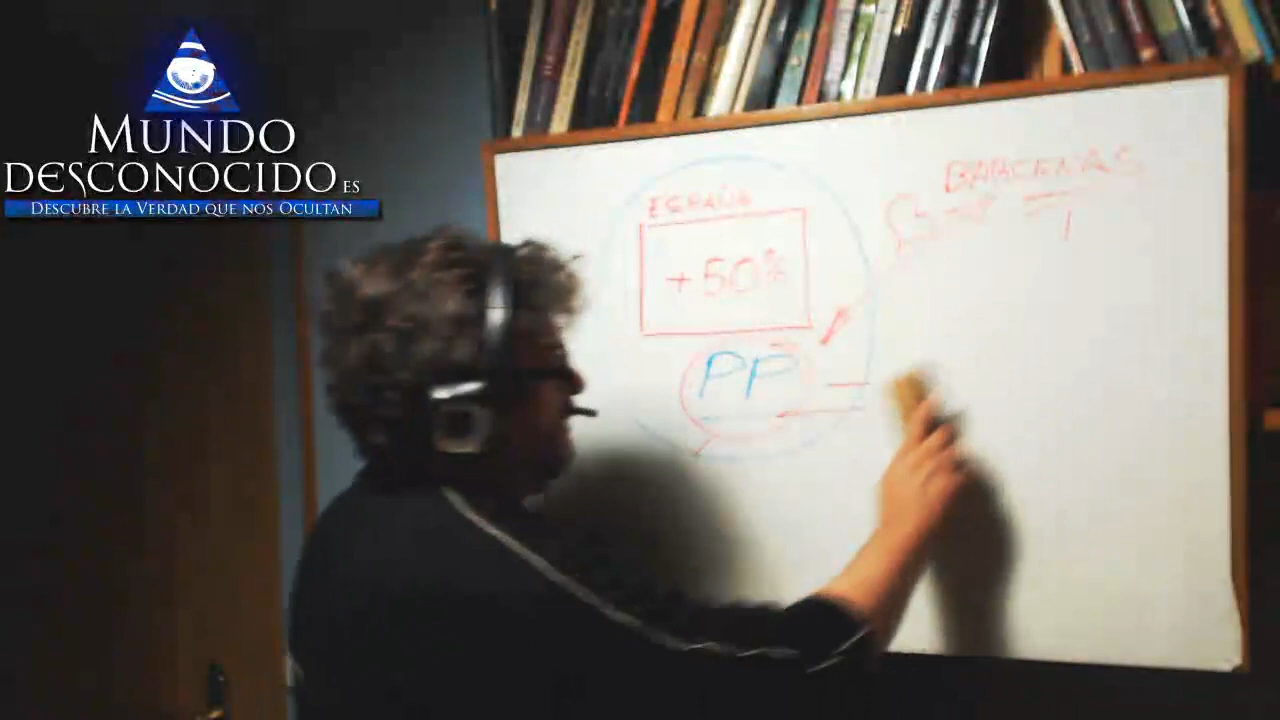 MUNDO
DESCONOCIDO ES
DESCUBRE LA VERDAD QUE NOS OCULTAN
ESPAÑA
+50%
PP
BARCENAS